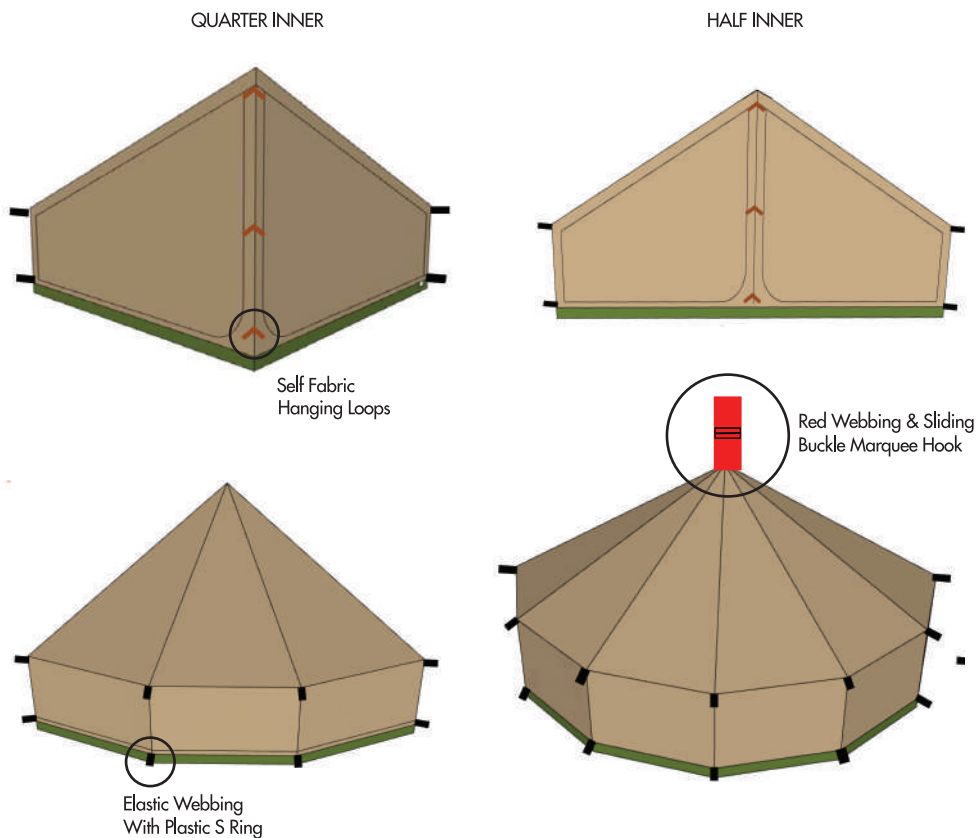 QUARTER INNER
HALF INNER
Self Fabric
Hanging Loops
Red Webbing & Sliding
Buckle Marquee Hook
Elastic Webbing
With Plastic S Ring